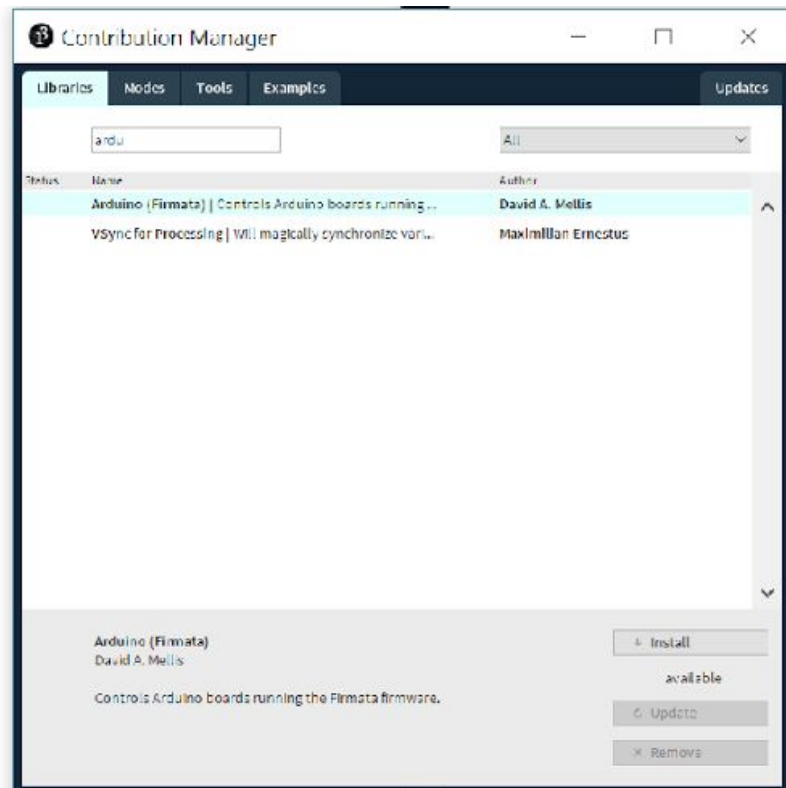 Contribution Manager
Libraries Modes Tools Examples Updates
ardu All
Status Name Author
Arduino (Firmata) | Controls Arduino boards running ... David A. Mellis
VSync for Processing | Will magically synchronize vari... Maximilian Ernestus
Arduino (Firmata)
David A. Mellis
Controls Arduino boards running the Firmata firmware.
Install
available
Update
Remove